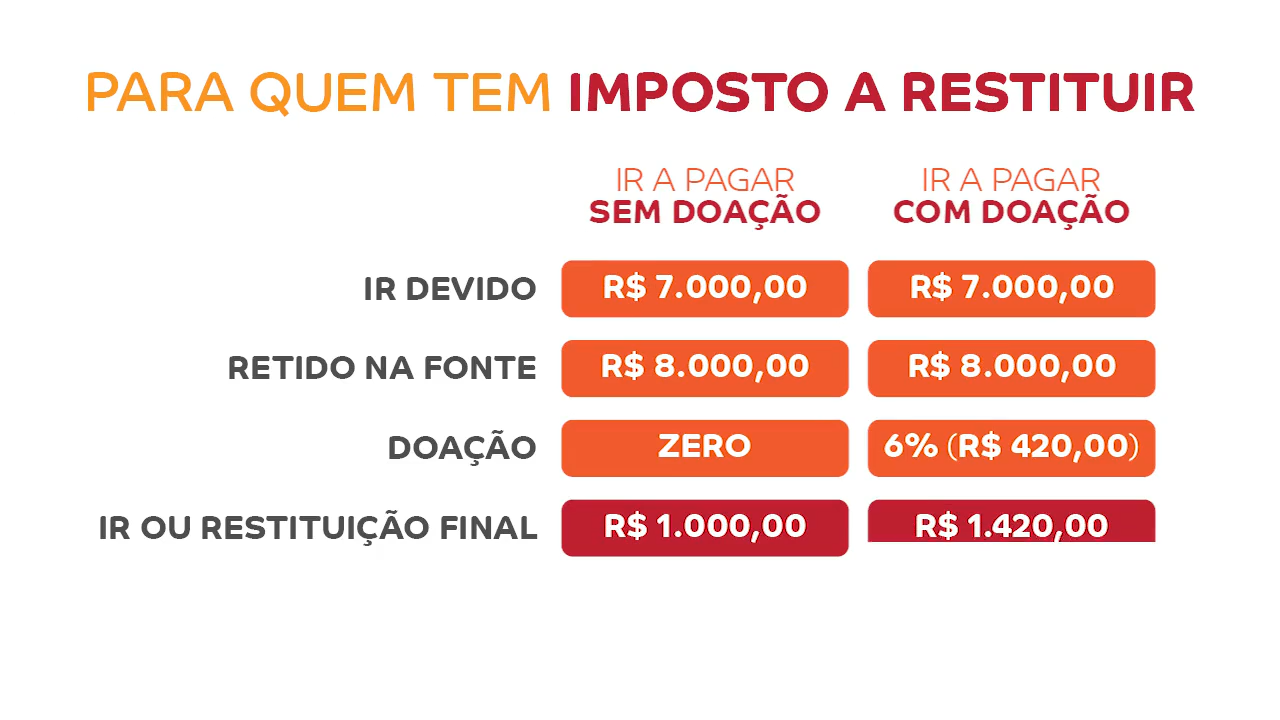 PARA QUEM TEM IMPOSTO A RESTITUIR
IR A PAGAR
SEM DOAÇÃO
IR A PAGAR
COM DOAÇÃO
IR DEVIDO R$ 7.000,00 R$ 7.000,00
RETIDO NA FONTE R$ 8.000,00 R$ 8.000,00
DOAÇÃO ZERO 6% (R$ 420,00)
IR OU RESTITUIÇÃO FINAL R$ 1.000,00 R$ 1.420,00